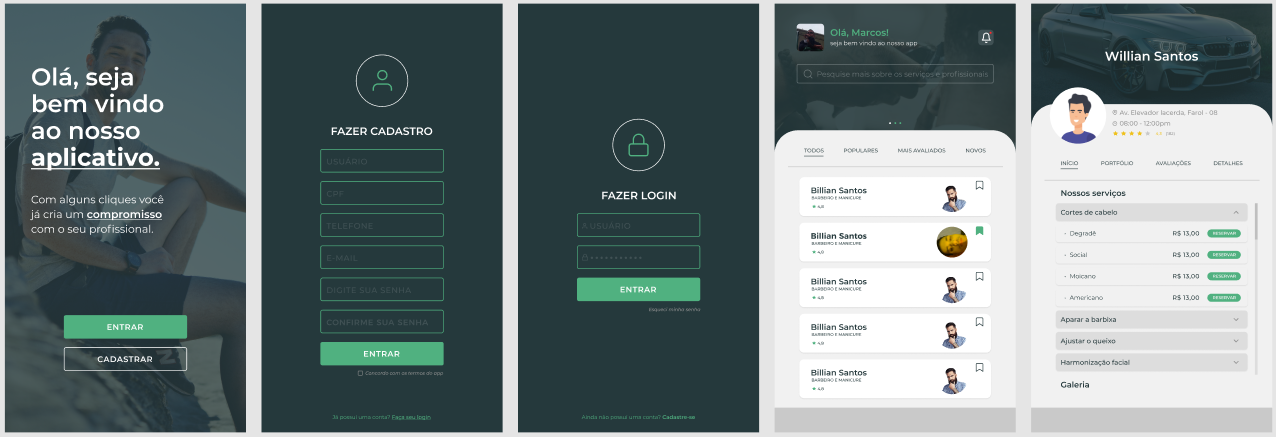 Olá, seja
bem vindo
ao nosso
aplicativo.
Com alguns cliques você
já cria um compromisso
com o seu profissional.
ENTRAR
CADASTRAR
FAZER CADASTRO
USUÁRIO
CPF
TELEFONE
E-MAIL
DIGITE SUA SENHA
CONFIRME SUA SENHA
ENTRAR
Concordo com os termos do app
Já possui uma conta? Faça seu login
FAZER LOGIN
USUÁRIO
ENTRAR
Esqueci minha senha
Ainda não possui uma conta? Cadastre-se
Olá, Marcos!
seja bem vindo ao nosso app
Pesquise mais sobre os serviços e profissionais
TODOS POPULARES MAIS AVALIADOS NOVOS
Billian Santos
BARBEIRO E MANICURE
4,8
Billian Santos
BARBEIRO E MANICURE
4,8
Billian Santos
BARBEIRO E MANICURE
4,8
Billian Santos
BARBEIRO E MANICURE
4,8
Billian Santos
BARBEIRO E MANICURE
4,8
Willian Santos
Av. Elevador lacerda, Farol - 08
08:00 - 12:00pm
INÍCIO PORTFÓLIO AVALIAÇÕES DETALHES
Nossos serviços
Cortes de cabelo
- Degradê R$ 13,00 RESERVAR
- Social R$ 13,00 RESERVAR
- Moicano R$ 13,00 RESERVAR
- Americano R$ 13,00 RESERVAR
Aparar a barbixa
Ajustar o queixo
Harmonização facial
Galeria